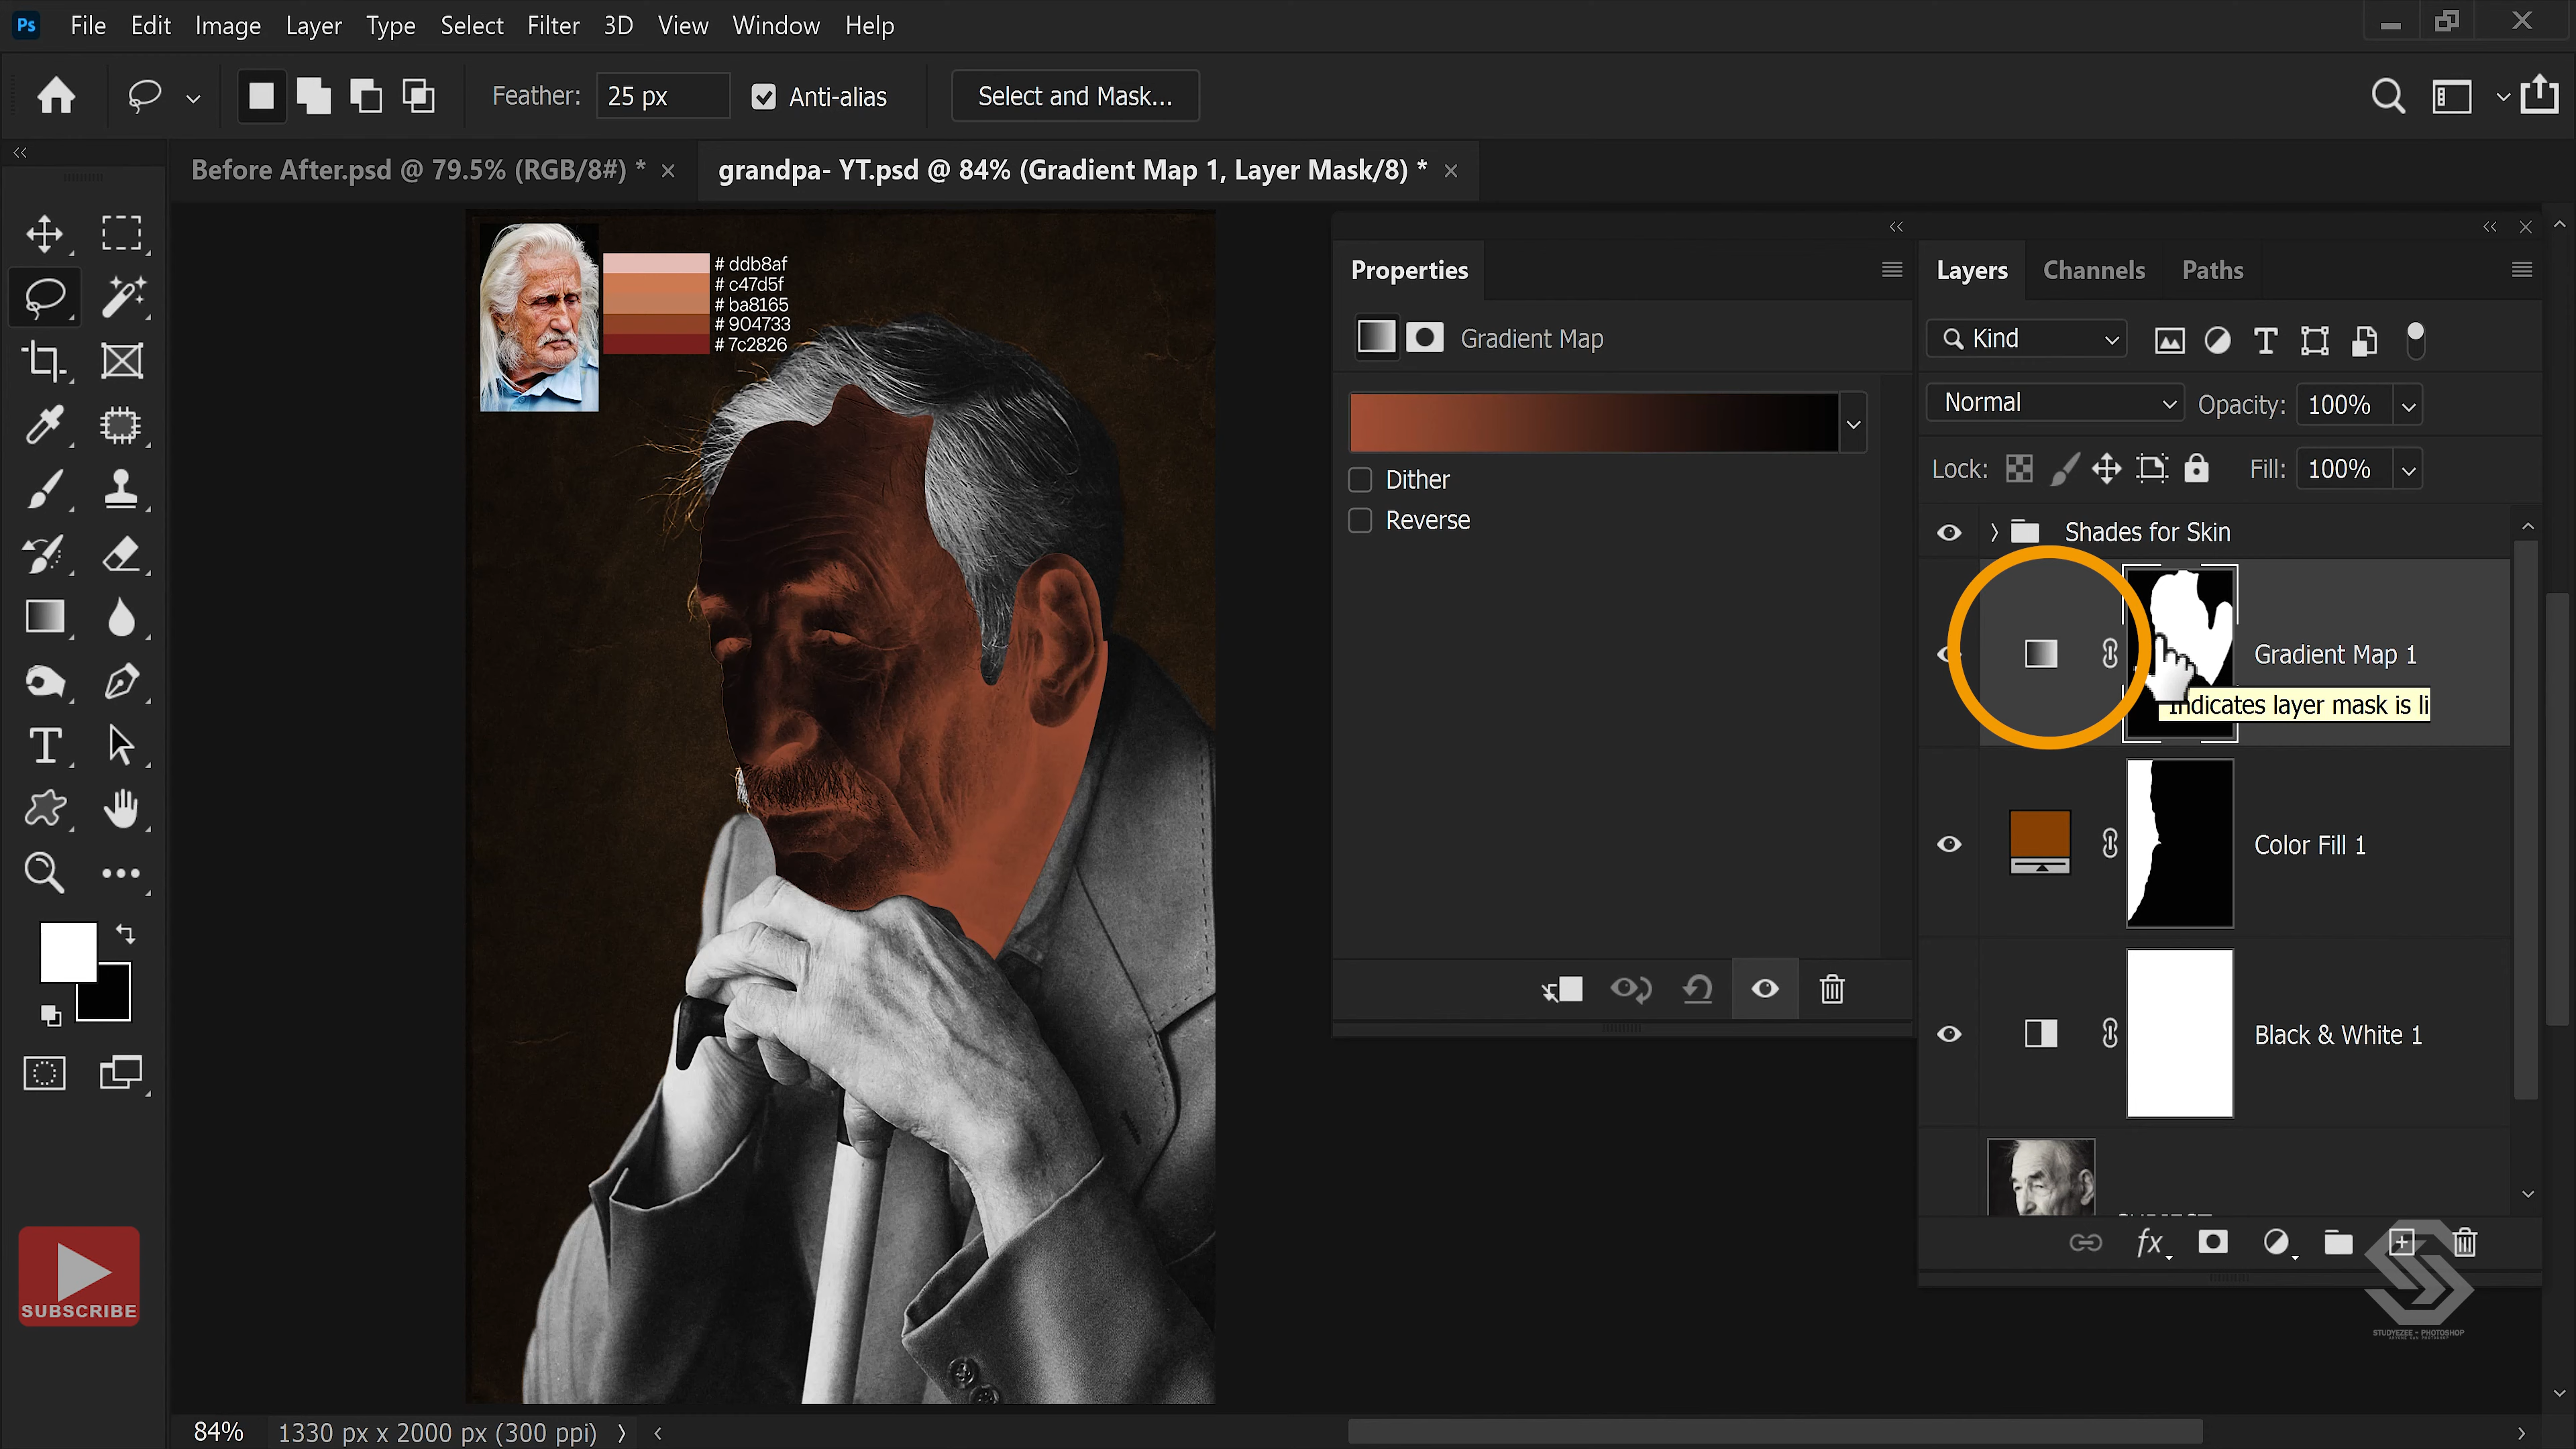 Ps File Edit Image Layer Type Select Filter 3D View Window Help
Feather: 25 px Anti-alias Select and Mask...
Before After.psd @ 79.5% (RGB/8#) * ×
grandpa- YT.psd @ 84% (Gradient Map 1, Layer Mask/8) * ×
# ddb8af
# c47d5f
# ba8165
# 904733
# 7c2826
Properties
Gradient Map
Dither
Reverse
Layers Channels Paths
Kind
Normal Opacity: 100%
Lock: Fill: 100%
Shades for Skin
Gradient Map 1
Indicates layer mask is li
Color Fill 1
Black & White 1
SUBSCRIBE
STUDYEZEE - PHOTOSHOP
84% 1330 px x 2000 px (300 ppi)